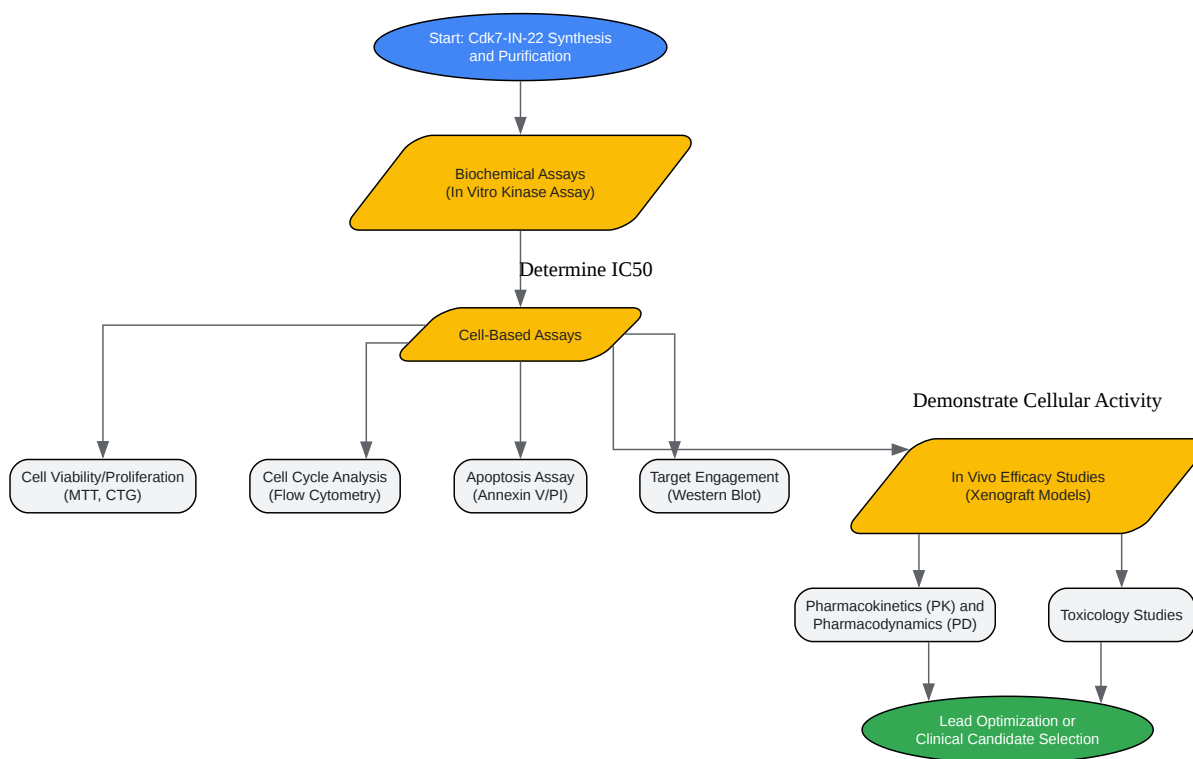 Start: Cdk7-IN-22 Synthesis
and Purification
Biochemical Assays
(In Vitro Kinase Assay)
Determine IC50
Cell-Based Assays
Demonstrate Cellular Activity
Cell Viability/Proliferation
(MTT, CTG)
Cell Cycle Analysis
(Flow Cytometry)
Apoptosis Assay
(Annexin V/PI)
Target Engagement
(Western Blot)
In Vivo Efficacy Studies
(Xenograft Models)
Pharmacokinetics (PK) and
Pharmacodynamics (PD)
Toxicology Studies
Lead Optimization or
Clinical Candidate Selection